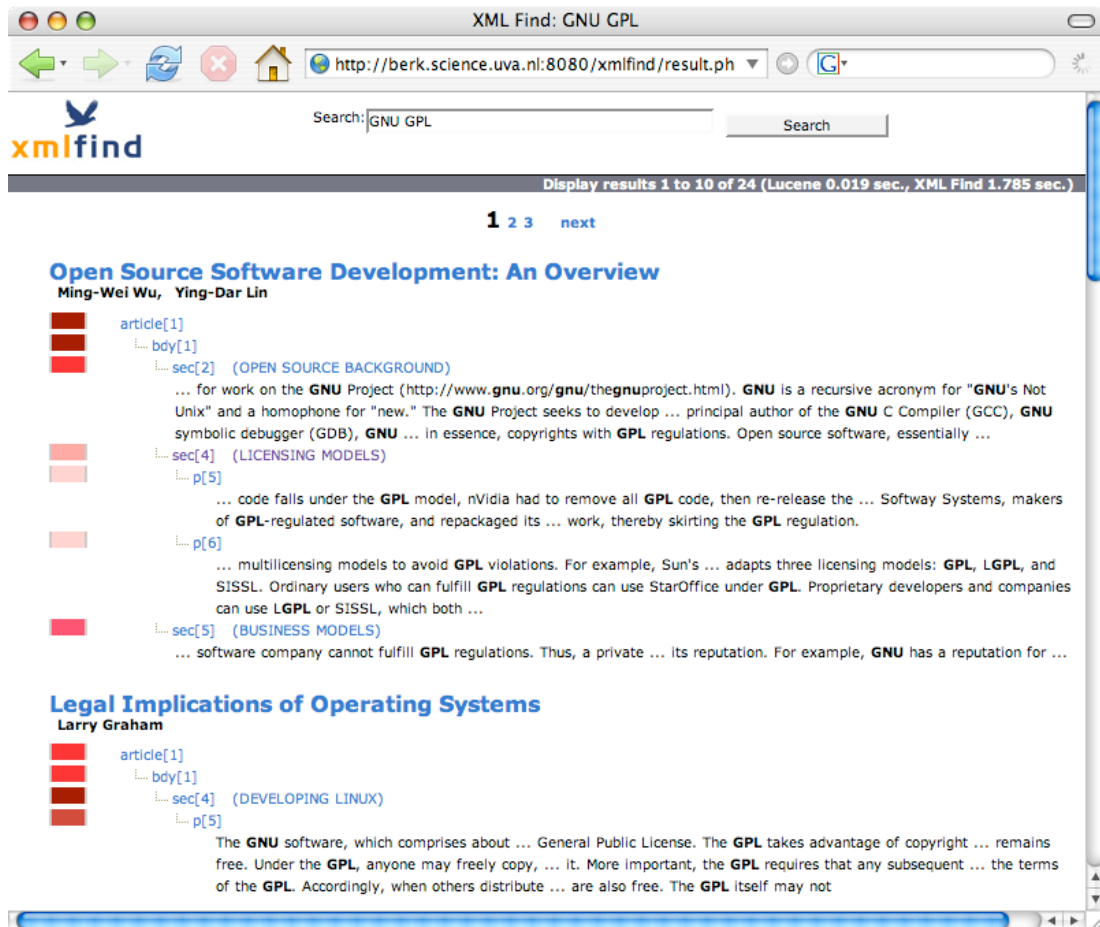 XML Find: GNU GPL
http://berk.science.uva.nl:8080/xmlfind/result.ph
G
xmlfind
Search: GNU GPL Search
Display results 1 to 10 of 24 (Lucene 0.019 sec., XML Find 1.785 sec.)
1 2 3 next
Open Source Software Development: An Overview
Ming-Wei Wu, Ying-Dar Lin
article[1]
bdy[1]
sec[2] (OPEN SOURCE BACKGROUND)
... for work on the GNU Project (http://www.gnu.org/gnu/thegnuproject.html). GNU is a recursive acronym for "GNU's Not
Unix" and a homophone for "new." The GNU Project seeks to develop ... principal author of the GNU C Compiler (GCC), GNU
symbolic debugger (GDB), GNU ... in essence, copyrights with GPL regulations. Open source software, essentially ...
sec[4] (LICENSING MODELS)
p[5]
... code falls under the GPL model, nVidia had to remove all GPL code, then re-release the ... Softway Systems, makers
of GPL-regulated software, and repackaged its ... work, thereby skirting the GPL regulation.
p[6]
... multilicensing models to avoid GPL violations. For example, Sun's ... adapts three licensing models: GPL, LGPL, and
SISSL. Ordinary users who can fulfill GPL regulations can use StarOffice under GPL. Proprietary developers and companies
can use LGPL or SISSL, which both ...
sec[5] (BUSINESS MODELS)
... software company cannot fulfill GPL regulations. Thus, a private ... its reputation. For example, GNU has a reputation for ...
Legal Implications of Operating Systems
Larry Graham
article[1]
bdy[1]
sec[4] (DEVELOPING LINUX)
p[5]
The GNU software, which comprises about ... General Public License. The GPL takes advantage of copyright ... remains
free. Under the GPL, anyone may freely copy, ... it. More important, the GPL requires that any subsequent ... the terms
of the GPL. Accordingly, when others distribute ... are also free. The GPL itself may not